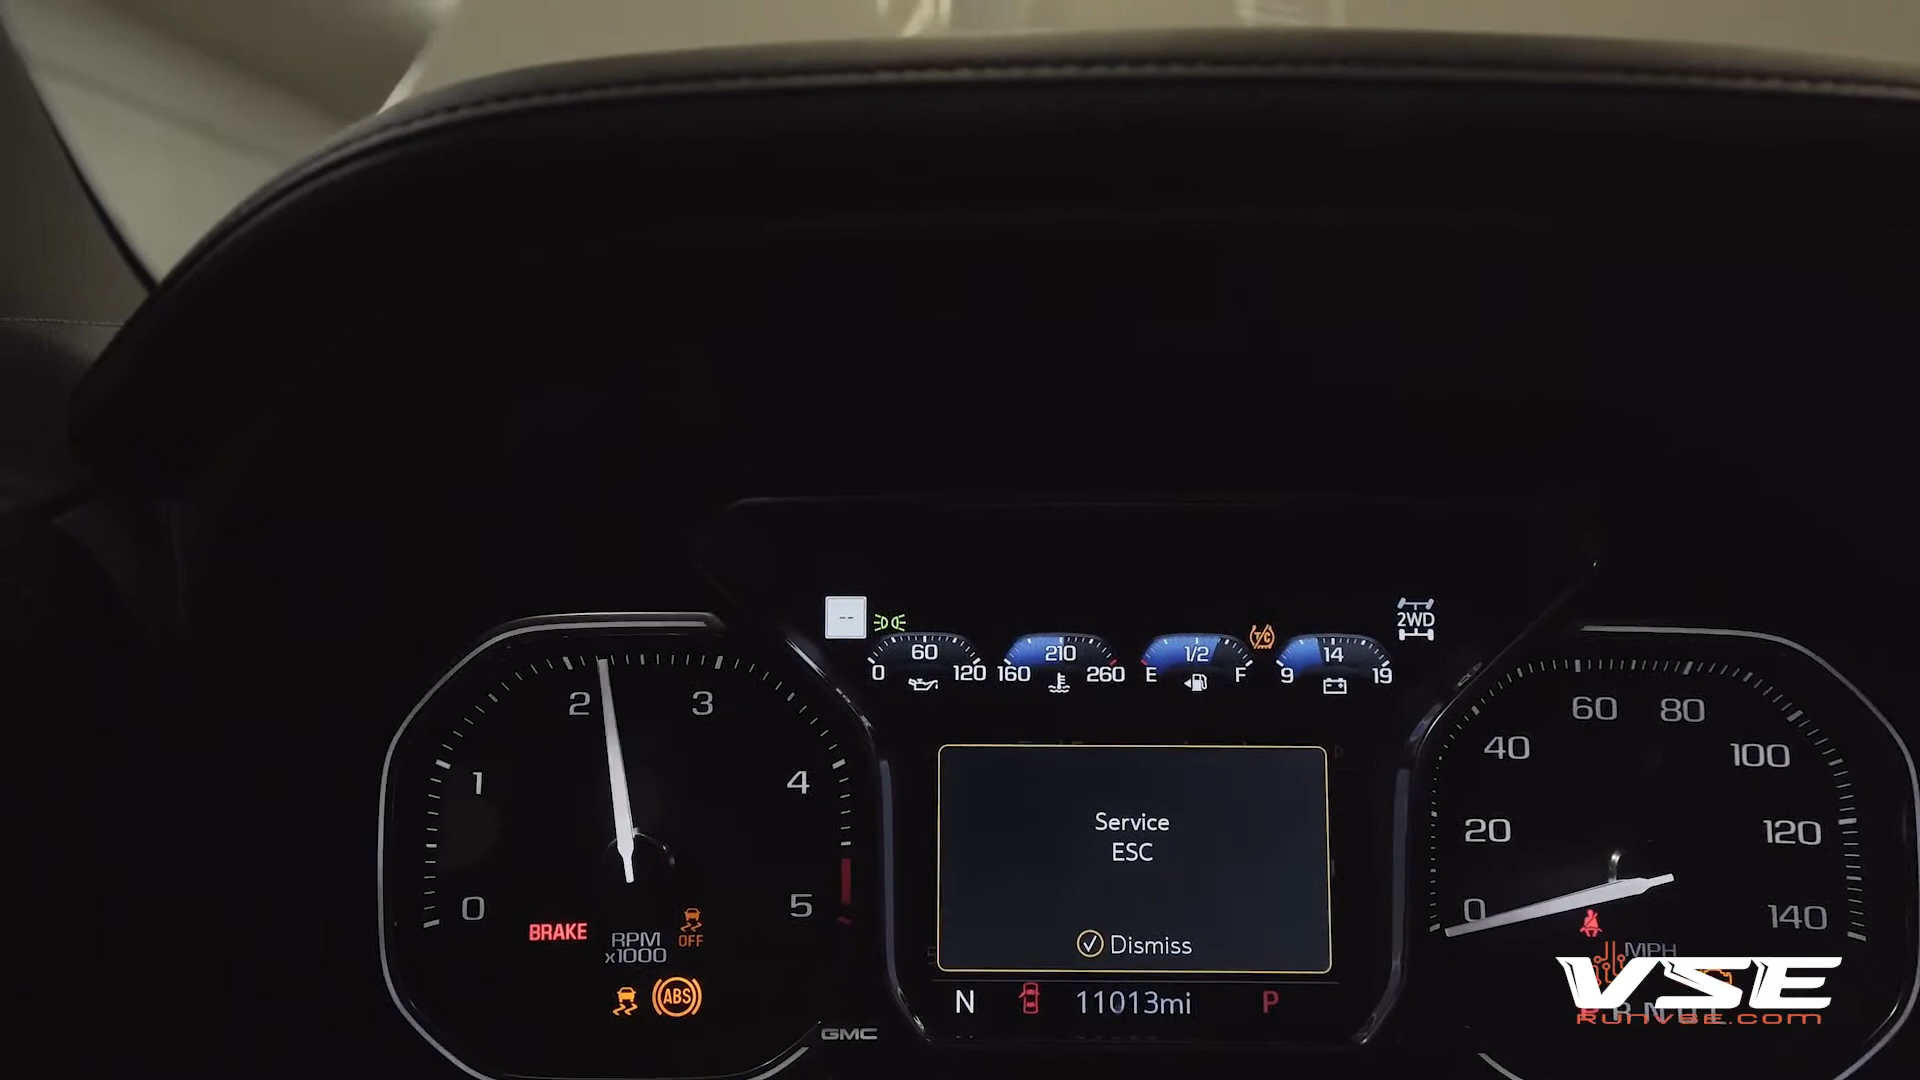 --
2WD
60
0 120
210
160 260
1/2
E F
T/C
14
9 19
0
1
2
3
4
5
BRAKE
RPM
x1000
OFF
ABS
GMC
Service
ESC
Dismiss
N 11013mi P
0
20
40
60
80
100
120
140
MPH
VSE
RUNVSE.COM